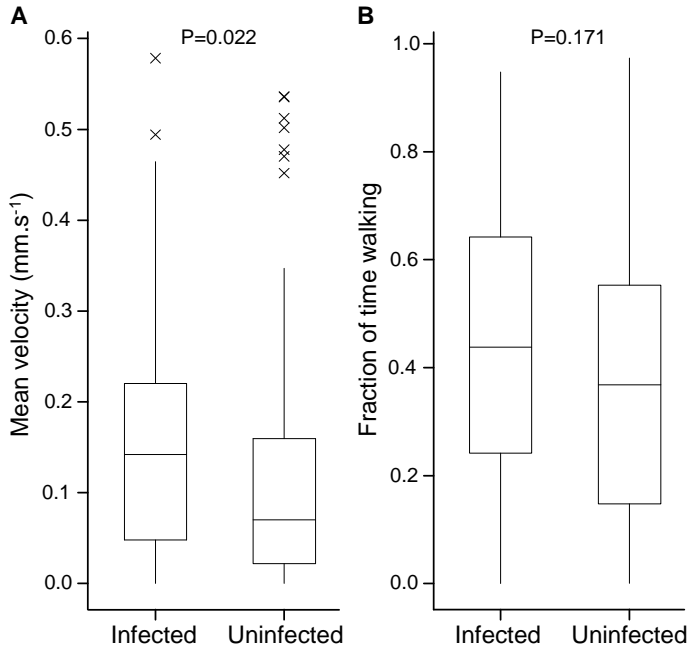 A
P=0.022
Mean velocity (mm.s-1)
0.6
0.5
0.4
0.3
0.2
0.1
0.0
Infected Uninfected
B
P=0.171
Fraction of time walking
1.0
0.8
0.6
0.4
0.2
0.0
Infected Uninfected